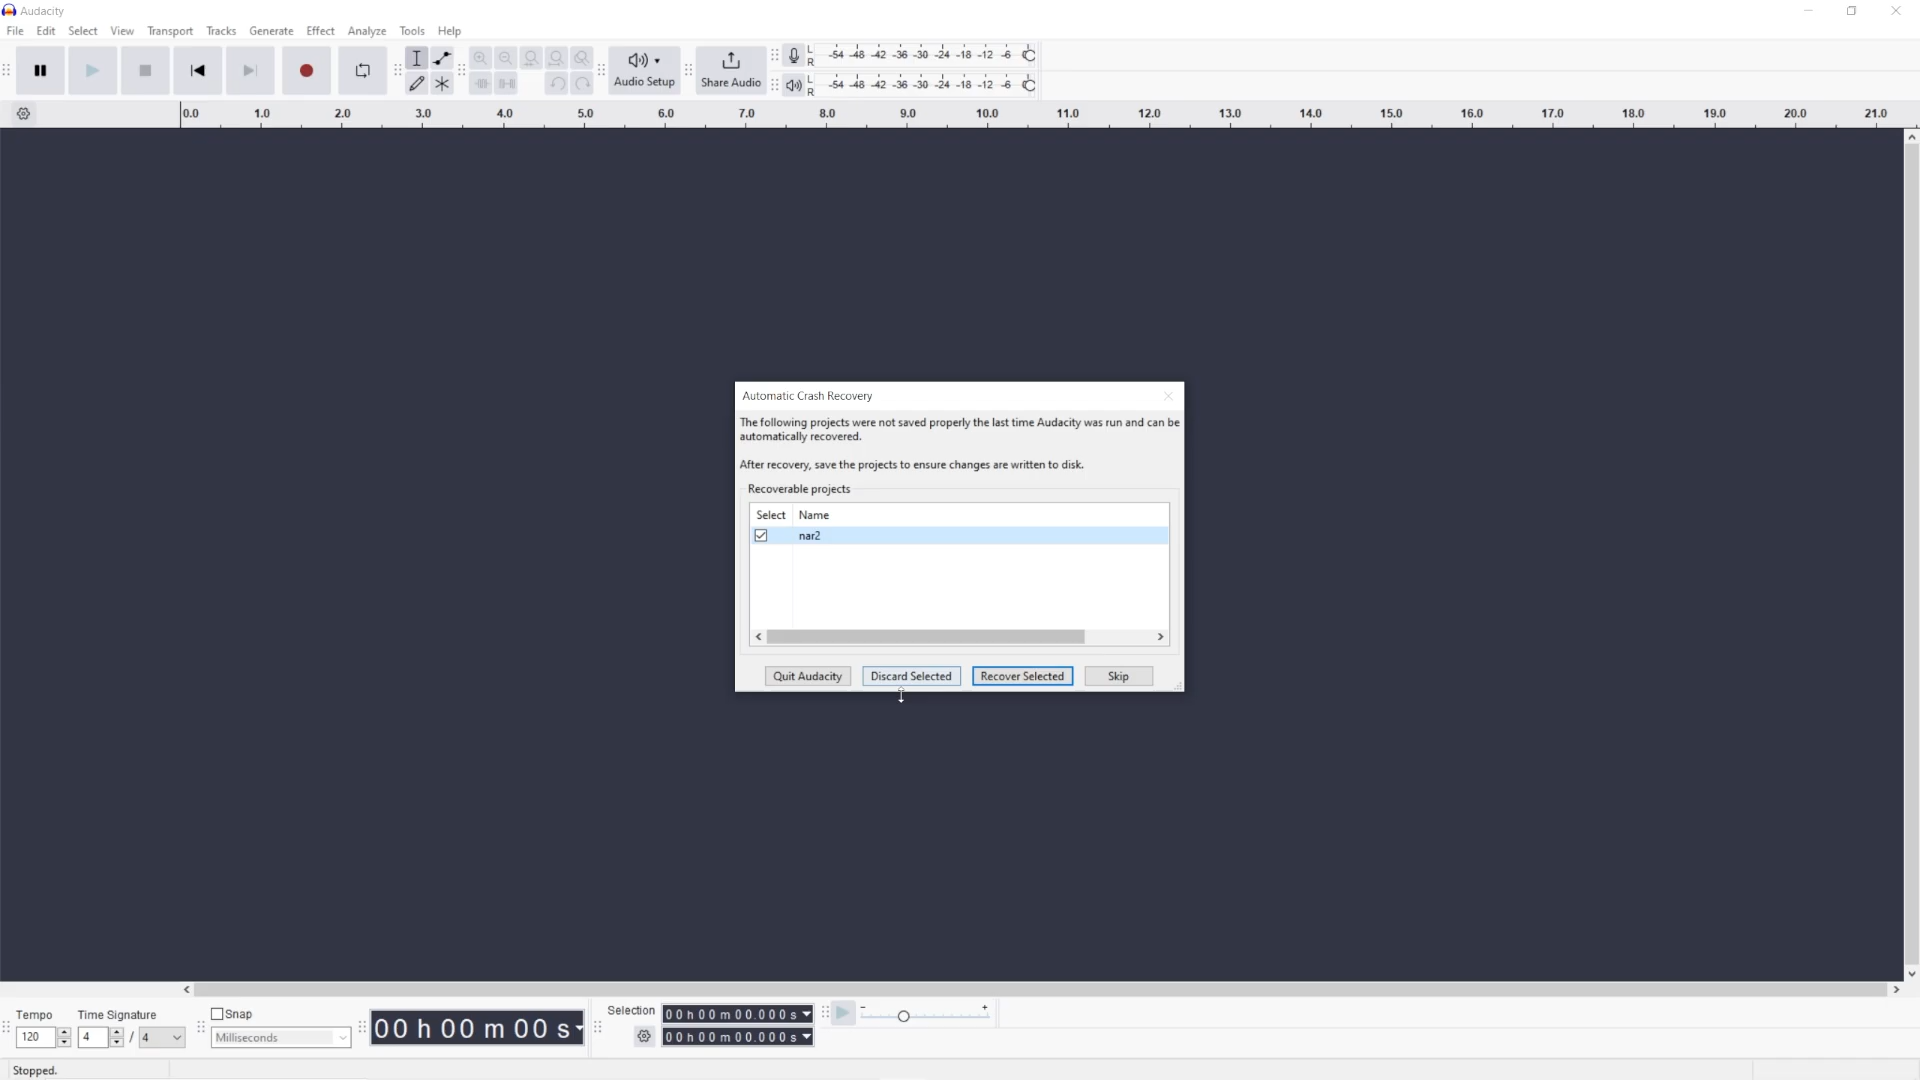 Audacity
File Edit Select View Transport Tracks Generate Effect Analyze Tools Help
Audio Setup
Share Audio
L R -54 -48 -42 -36 -30 -24 -18 -12 -6 0
L R -54 -48 -42 -36 -30 -24 -18 -12 -6 0
0.0 1.0 2.0 3.0 4.0 5.0 6.0 7.0 8.0 9.0 10.0 11.0 12.0 13.0 14.0 15.0 16.0 17.0 18.0 19.0 20.0 21.0
Automatic Crash Recovery
The following projects were not saved properly the last time Audacity was run and can be
automatically recovered.
After recovery, save the projects to ensure changes are written to disk.
Recoverable projects
Select Name
nar2
Quit Audacity Discard Selected Recover Selected Skip
Tempo Time Signature
120 4 / 4
Snap
Milliseconds
00 h 00 m 00 s
Selection 00 h 00 m 00.000 s
00 h 00 m 00.000 s
- +
Stopped.